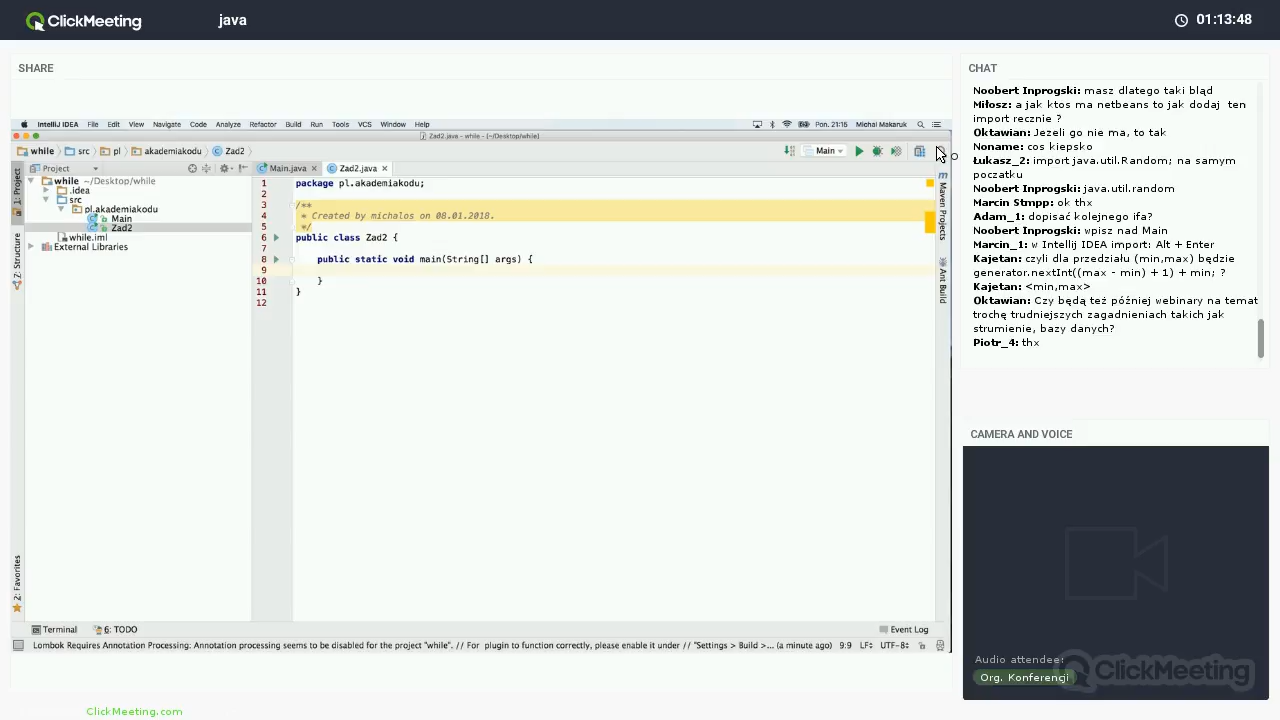 ClickMeeting
java
01:13:48
SHARE
IntelliJ IDEA File Edit View Navigate Code Analyze Refactor Build Run Tools VCS Window Help
Pon. 21:16 Michal Makaruk
Zad2.java - while - [~/Desktop/while]
while src pl akademiakodu Zad2
Main
Project
Main.java Zad2.java
1: Project
7: Structure
2: Favorites
while ~/Desktop/while
.idea
src
pl.akademiakodu
Main
Zad2
while.iml
External Libraries
1 package pl.akademiakodu;
2
3 /**
4 * Created by michalos on 08.01.2018.
5 */
6 public class Zad2 {
7
8 public static void main(String[] args) {
9
10 }
11 }
12
Maven Projects
Ant Build
Terminal 6: TODO Event Log
Lombok Requires Annotation Processing: Annotation processing seems to be disabled for the project "while". // For plugin to function correctly, please enable it under // "Settings > Build >... (a minute ago) 9:9 LF÷ UTF-8÷
CHAT
Noobert Inprogski: masz dlatego taki bląd
Miłosz: a jak ktos ma netbeans to jak dodaj ten
import recznie ?
Oktawian: Jezeli go nie ma, to tak
Noname: cos kiepsko
Łukasz_2: import java.util.Random; na samym
poczatku
Noobert Inprogski: java.util.random
Marcin Stmpp: ok thx
Adam_1: dopisać kolejnego ifa?
Noobert Inprogski: wpisz nad Main
Marcin_1: w Intelij IDEA import: Alt + Enter
Kajetan: czyli dla przedziału (min,max) będzie
generator.nextInt((max - min) + 1) + min; ?
Kajetan: <min,max>
Oktawian: Czy będą też później webinary na temat
trochę trudniejszych zagadnieniach takich jak
strumienie, bazy danych?
Piotr_4: thx
CAMERA AND VOICE
Audio attendee:
Org. Konferencji
ClickMeeting
ClickMeeting.com